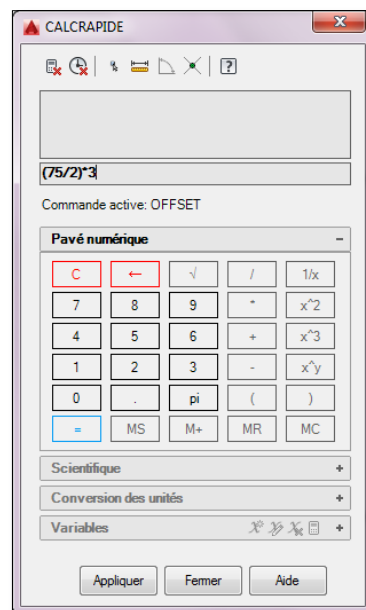 CALCRAPIDE
(75/2)*3
Commande active: OFFSET
Pavé numérique -
C ← √ / 1/x
7 8 9 * x^2
4 5 6 + x^3
1 2 3 - x^y
0 . pi ( )
= MS M+ MR MC
Scientifique +
Conversion des unités +
Variables +
Appliquer Fermer Aide